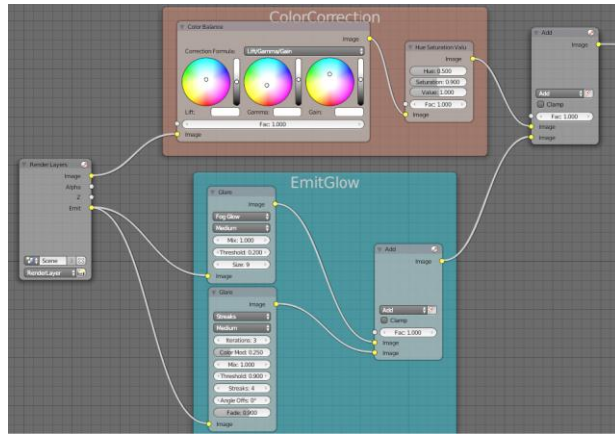 ColorCorrection
Color Balance
Image
Correction Formula: Lift/Gamma/Gain
Lift: Gamma: Gain:
Fac: 1.000
Image
Hue Saturation Valu
Image
Hue: 0.500
Saturation: 0.900
Value: 1.000
Fac: 1.000
Image
Add
Image
Add
Clamp
Fac: 1.000
Image
Image
RenderLayers
Image
Alpha
Z
Emit
Scene
RenderLayer
EmitGlow
Glare
Image
Fog Glow
Medium
Mix: 1.000
Threshold: 0.200
Size: 9
Image
Glare
Image
Streaks
Medium
Iterations: 3
Color Mod: 0.250
Mix: 1.000
Threshold: 0.900
Streaks: 4
Angle Offs: 0°
Fade: 0.900
Image
Add
Image
Add
Clamp
Fac: 1.000
Image
Image